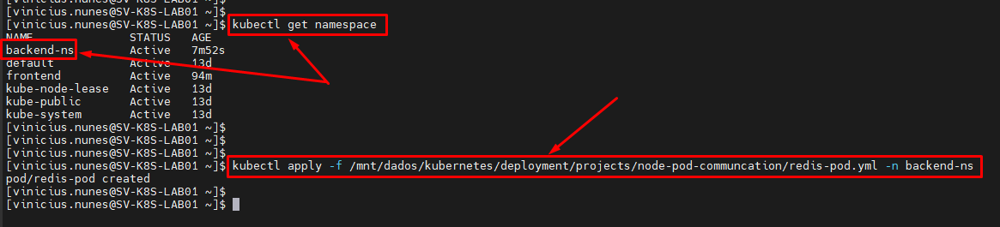 [vinicius.nunes@SV-K8S-LAB01 ~]$
[vinicius.nunes@SV-K8S-LAB01 ~]$ kubectl get namespace
NAME STATUS AGE
backend-ns Active 7m52s
default Active 13d
frontend Active 94m
kube-node-lease Active 13d
kube-public Active 13d
kube-system Active 13d
[vinicius.nunes@SV-K8S-LAB01 ~]$
[vinicius.nunes@SV-K8S-LAB01 ~]$
[vinicius.nunes@SV-K8S-LAB01 ~]$
[vinicius.nunes@SV-K8S-LAB01 ~]$ kubectl apply -f /mnt/dados/kubernetes/deployment/projects/node-pod-communcation/redis-pod.yml -n backend-ns
pod/redis-pod created
[vinicius.nunes@SV-K8S-LAB01 ~]$
[vinicius.nunes@SV-K8S-LAB01 ~]$